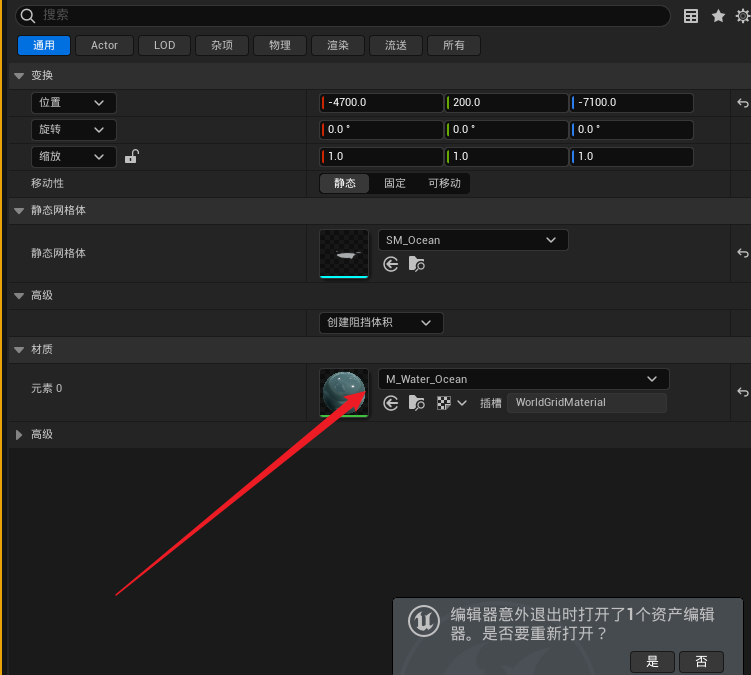 搜索
通用 Actor LOD 杂项 物理 渲染 流送 所有
变换
位置 -4700.0 200.0 -7100.0
旋转 0.0 ° 0.0 ° 0.0 °
缩放 1.0 1.0 1.0
移动性 静态 固定 可移动
静态网格体
静态网格体 SM_Ocean
高级
创建阻挡体积
材质
元素 0 M_Water_Ocean
插槽 WorldGridMaterial
高级
编辑器意外退出时打开了1个资产编辑
器。是否要重新打开？
是 否